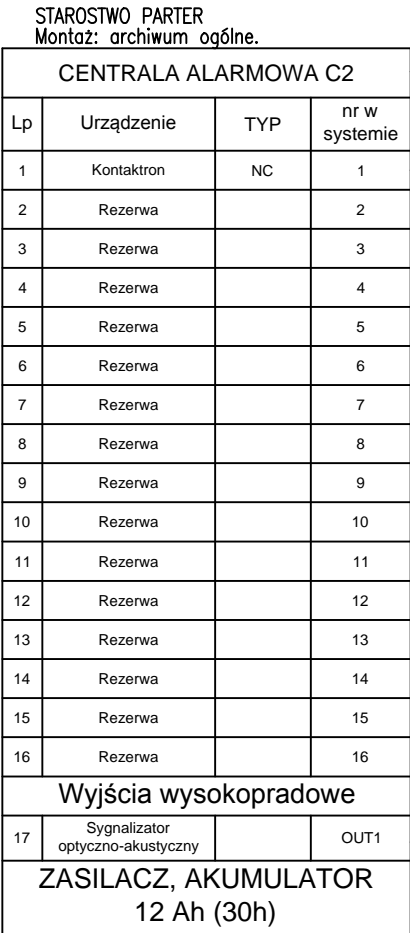 STAROSTWO PARTER
Montaż: archiwum ogólne.
CENTRALA ALARMOWA C2
Lp Urządzenie TYP nr w systemie
1 Kontaktron NC 1
2 Rezerwa 2
3 Rezerwa 3
4 Rezerwa 4
5 Rezerwa 5
6 Rezerwa 6
7 Rezerwa 7
8 Rezerwa 8
9 Rezerwa 9
10 Rezerwa 10
11 Rezerwa 11
12 Rezerwa 12
13 Rezerwa 13
14 Rezerwa 14
15 Rezerwa 15
16 Rezerwa 16
Wyjścia wysokopradowe
17 Sygnalizator optyczno-akustyczny OUT1
ZASILACZ, AKUMULATOR
12 Ah (30h)